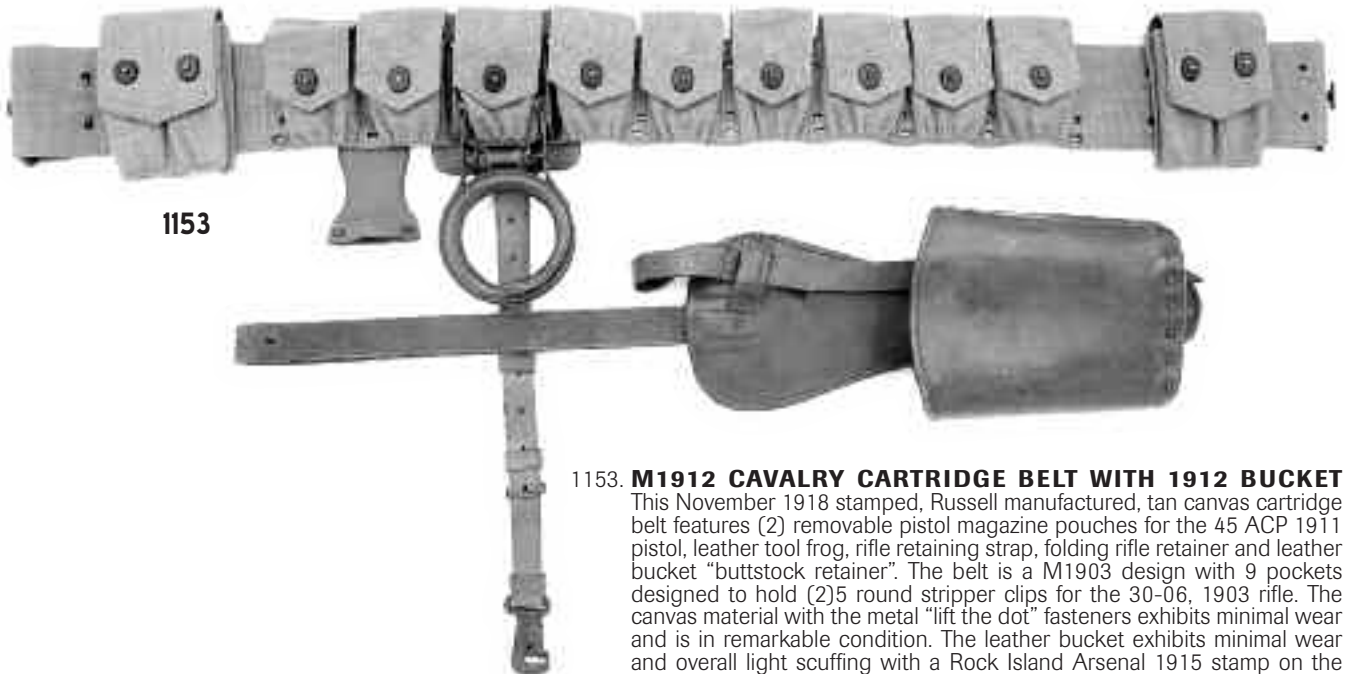 1153
1153. M1912 CAVALRY CARTRIDGE BELT WITH 1912 BUCKET
This November 1918 stamped, Russell manufactured, tan canvas cartridge
belt features (2) removable pistol magazine pouches for the 45 ACP 1911
pistol, leather tool frog, rifle retaining strap, folding rifle retainer and leather
bucket “buttstock retainer”. The belt is a M1903 design with 9 pockets
designed to hold (2)5 round stripper clips for the 30-06, 1903 rifle. The
canvas material with the metal “lift the dot” fasteners exhibits minimal wear
and is in remarkable condition. The leather bucket exhibits minimal wear
and overall light scuffing with a Rock Island Arsenal 1915 stamp on the